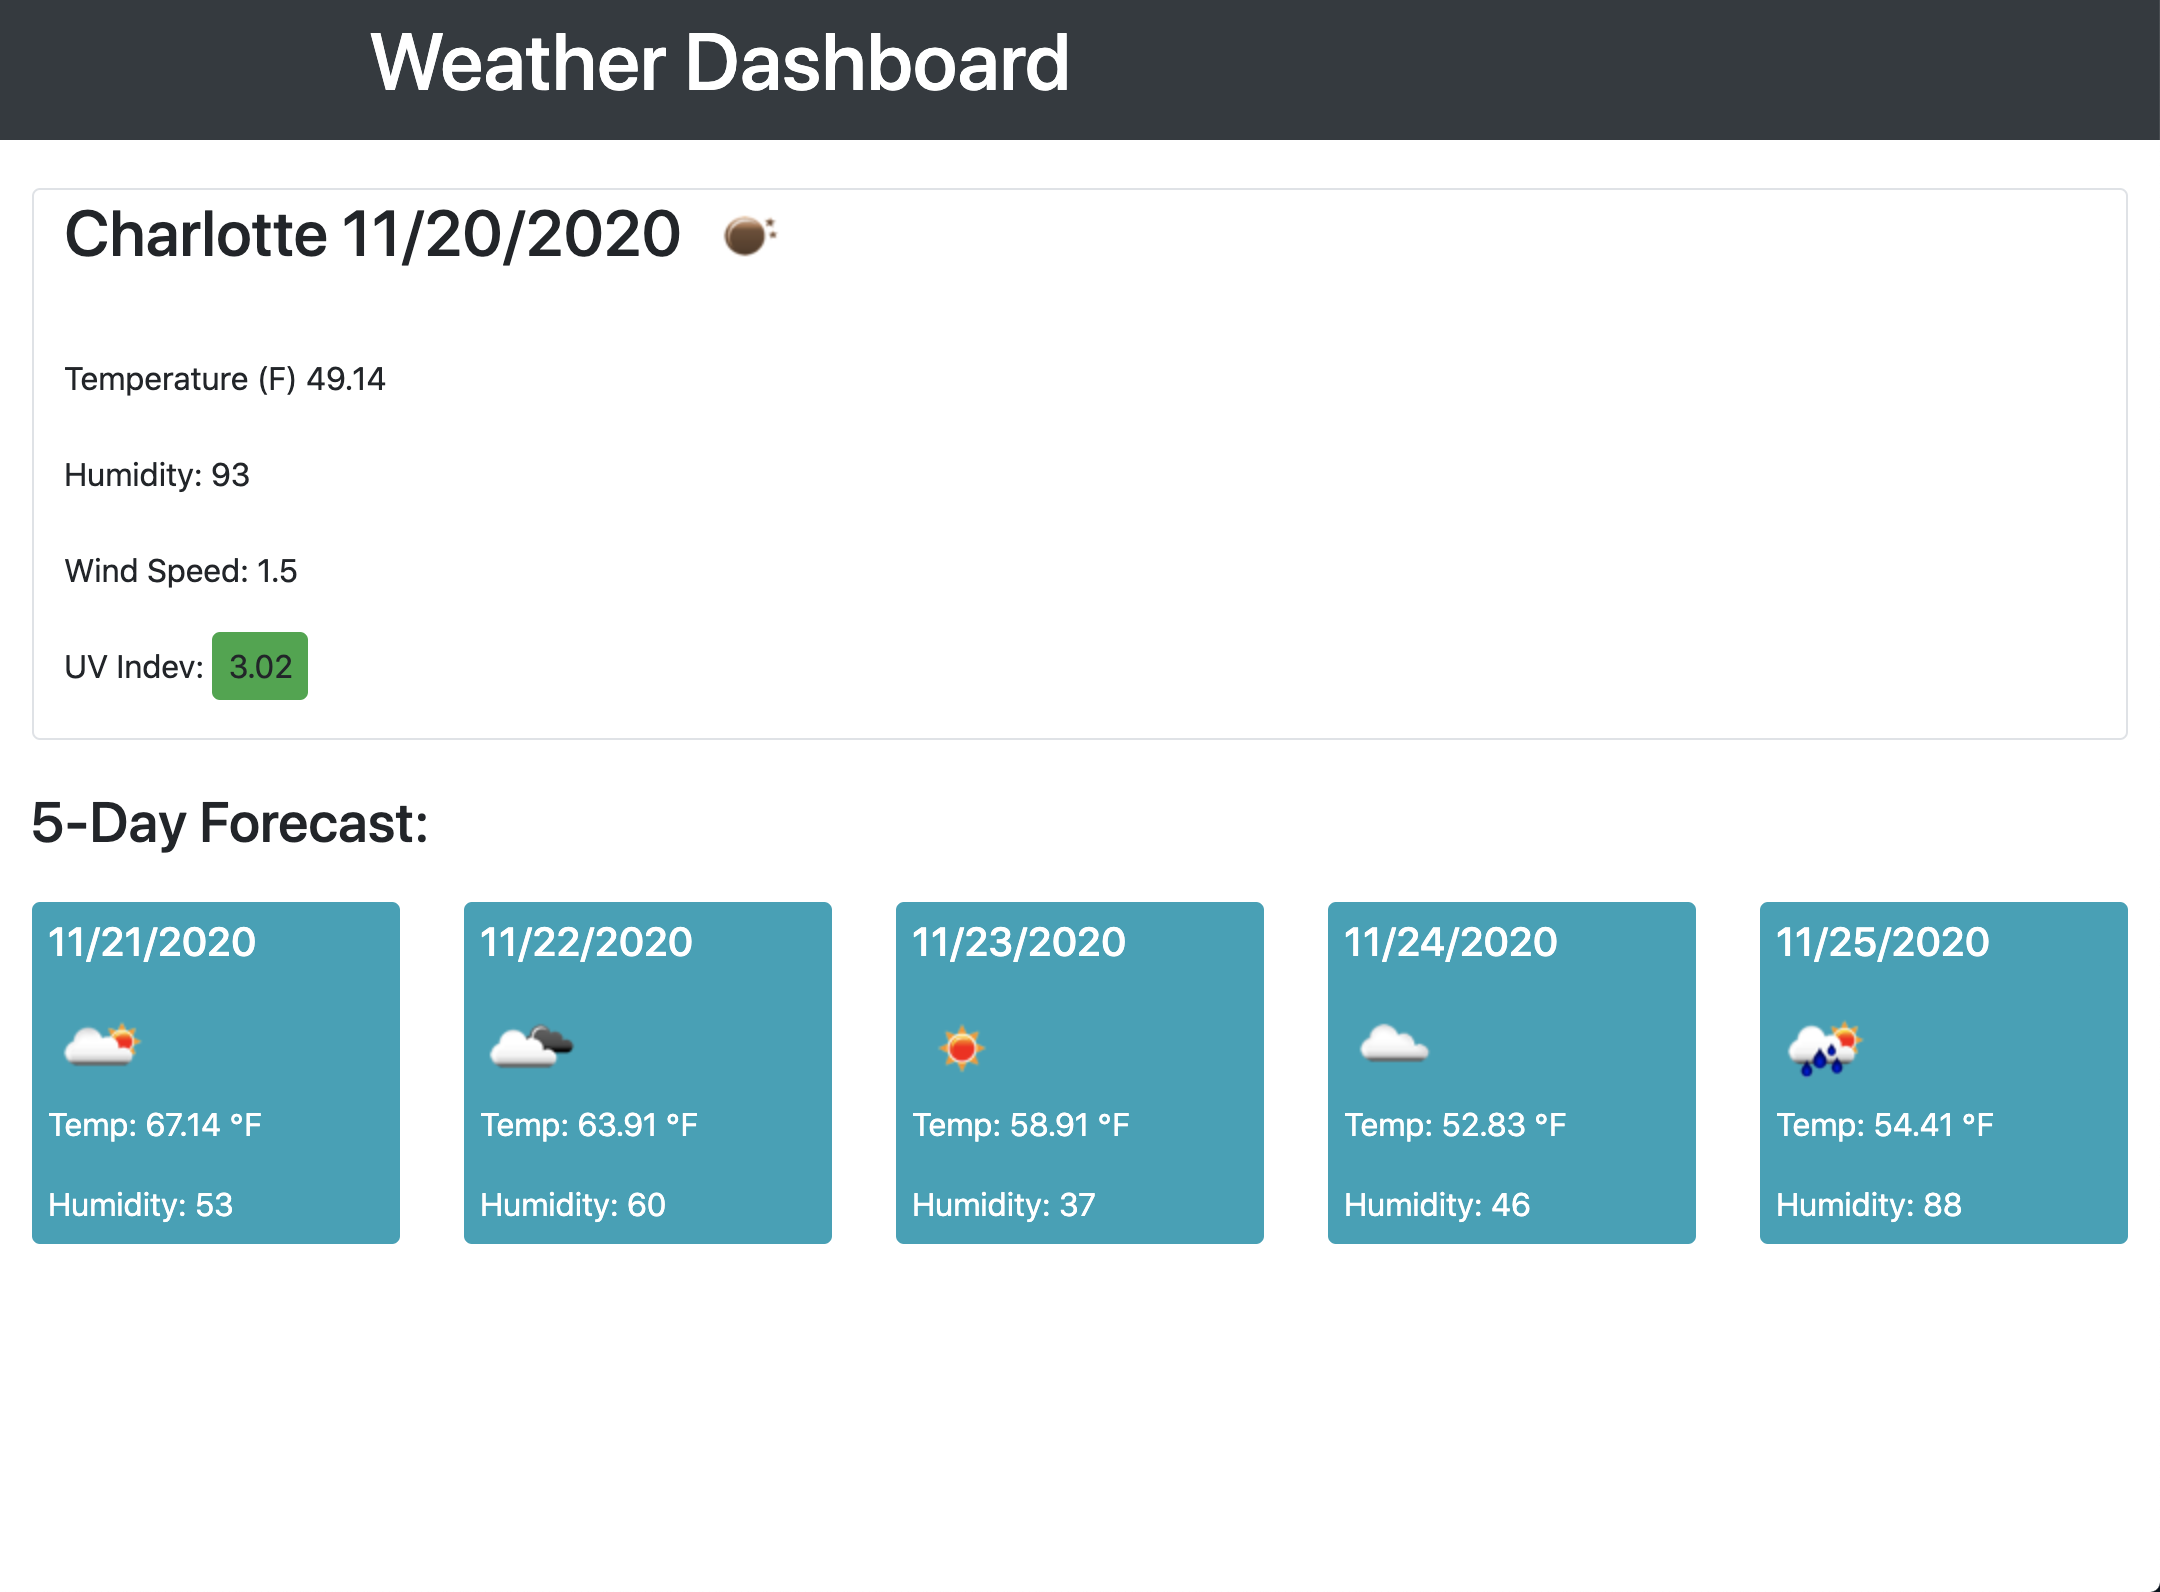 Weather Dashboard
Charlotte 11/20/2020
Temperature (F) 49.14
Humidity: 93
Wind Speed: 1.5
UV Indev: 3.02
5-Day Forecast:
11/21/2020
Temp: 67.14 °F
Humidity: 53
11/22/2020
Temp: 63.91 °F
Humidity: 60
11/23/2020
Temp: 58.91 °F
Humidity: 37
11/24/2020
Temp: 52.83 °F
Humidity: 46
11/25/2020
Temp: 54.41 °F
Humidity: 88